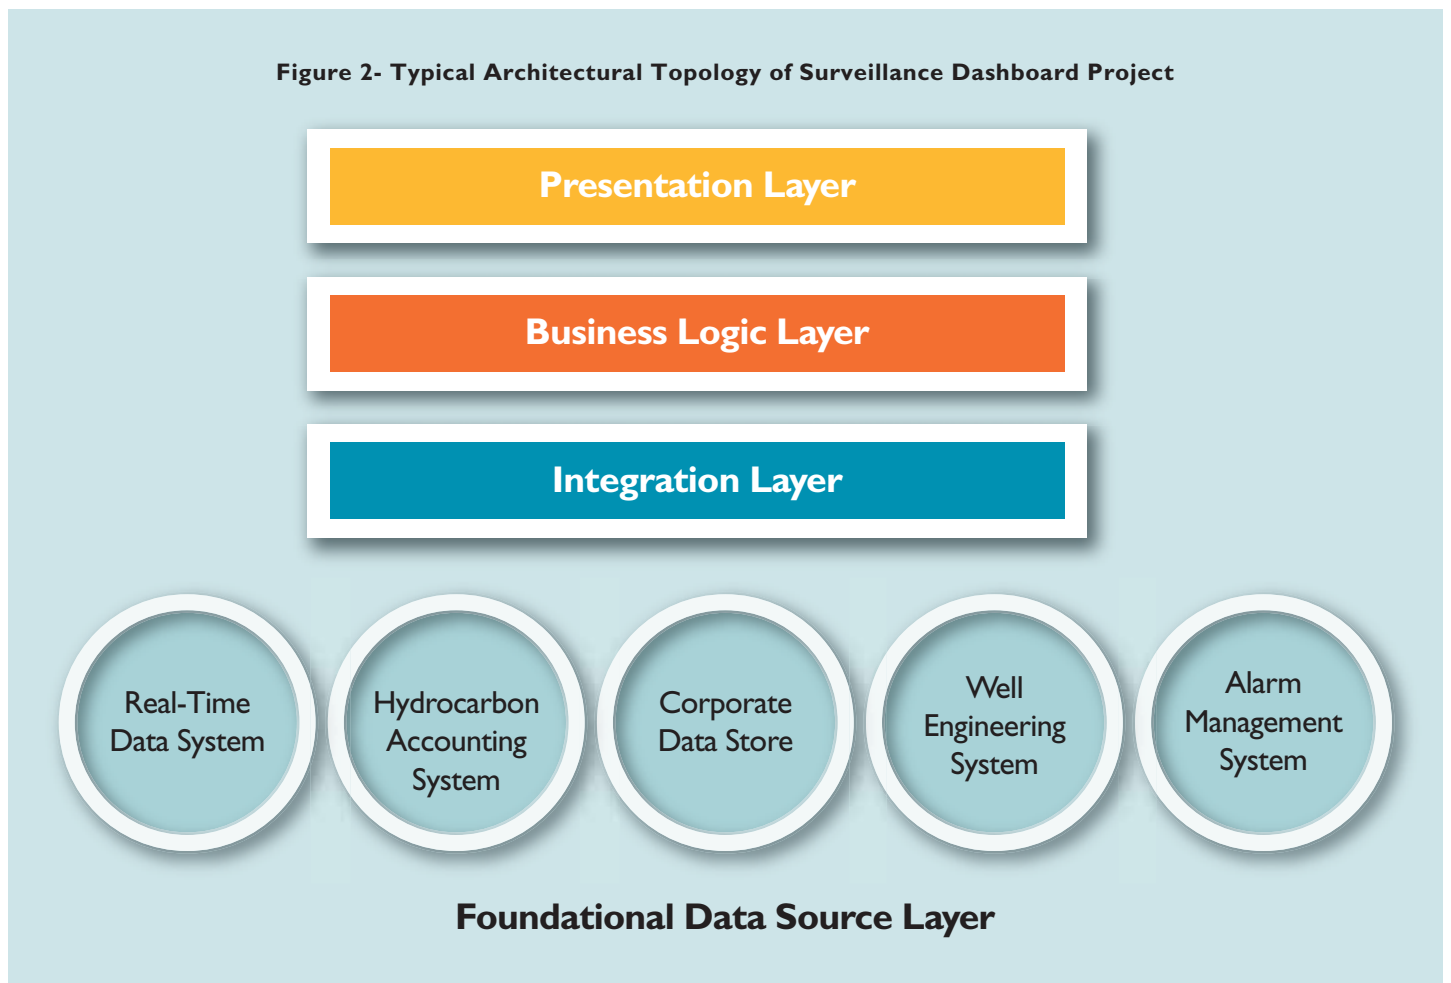 Figure 2- Typical Architectural Topology of Surveillance Dashboard Project
Presentation Layer
Business Logic Layer
Integration Layer
Real-Time
Data System
Hydrocarbon
Accounting
System
Corporate
Data Store
Well
Engineering
System
Alarm
Management
System
Foundational Data Source Layer